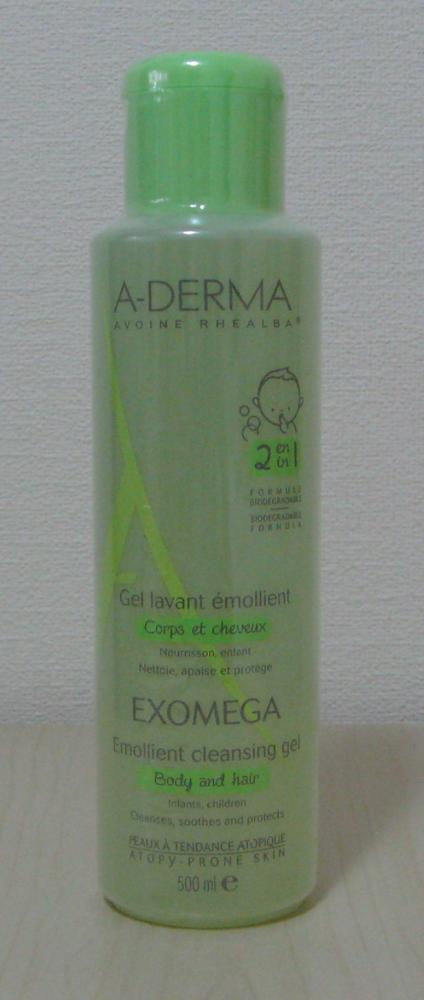 A-DERMA
AVOINE RHEALBA®
2 en in 1
FORMULE
BIODÉGRADABLE
BIODEGRADABLE
FORMULA
Gel lavant émollient
Corps et cheveux
Nourrisson, enfant
Nettoie, apaise et protège
EXOMEGA
Emollient cleansing gel
Body and hair
Infants, children
Cleanses, soothes and protects
PEAUX À TENDANCE ATOPIQUE
ATOPY-PRONE SKIN
500 ml ℮